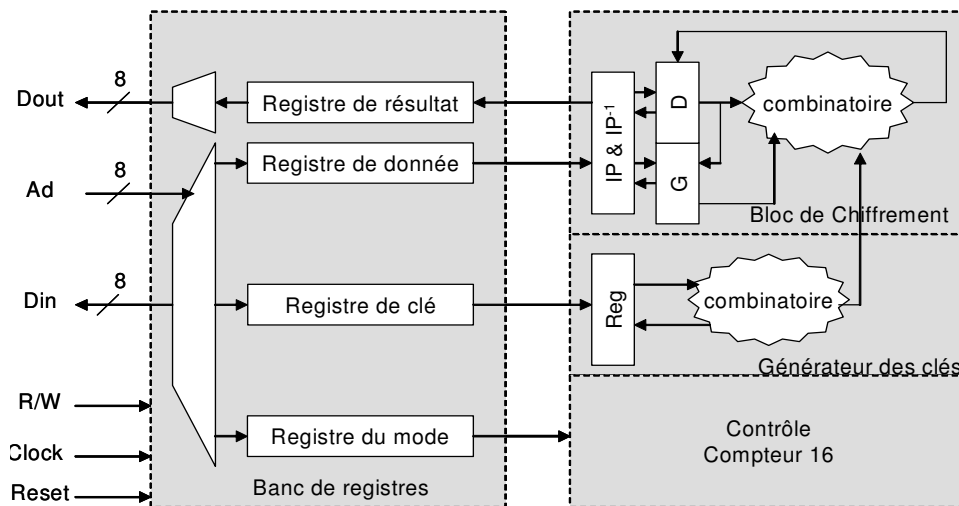 Dout
8
Registre de résultat
IP & IP-1
D
combinatoire
Registre de donnée
Ad
8
G
Bloc de Chiffrement
Din
8
Registre de clé
Reg
combinatoire
Générateur des clés
R/W
Registre du mode
Contrôle
Compteur 16
Clock
Reset
Banc de registres